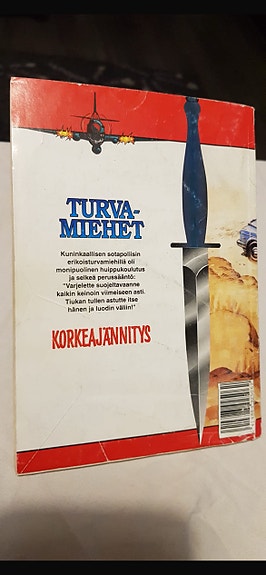 TURVA-
MIEHET
Kuninkaallisen sotapoliisin
erikoisturvamiehillä oli
monipuolinen huippukoulutus
ja selkeä perussääntö:
"Varjelette suojeltavaanne
kaikin keinoin viimeiseen asti.
Tiukan tullen astutte itse
hänen ja luodin väliin!"
KORKEAJÄNNITYS